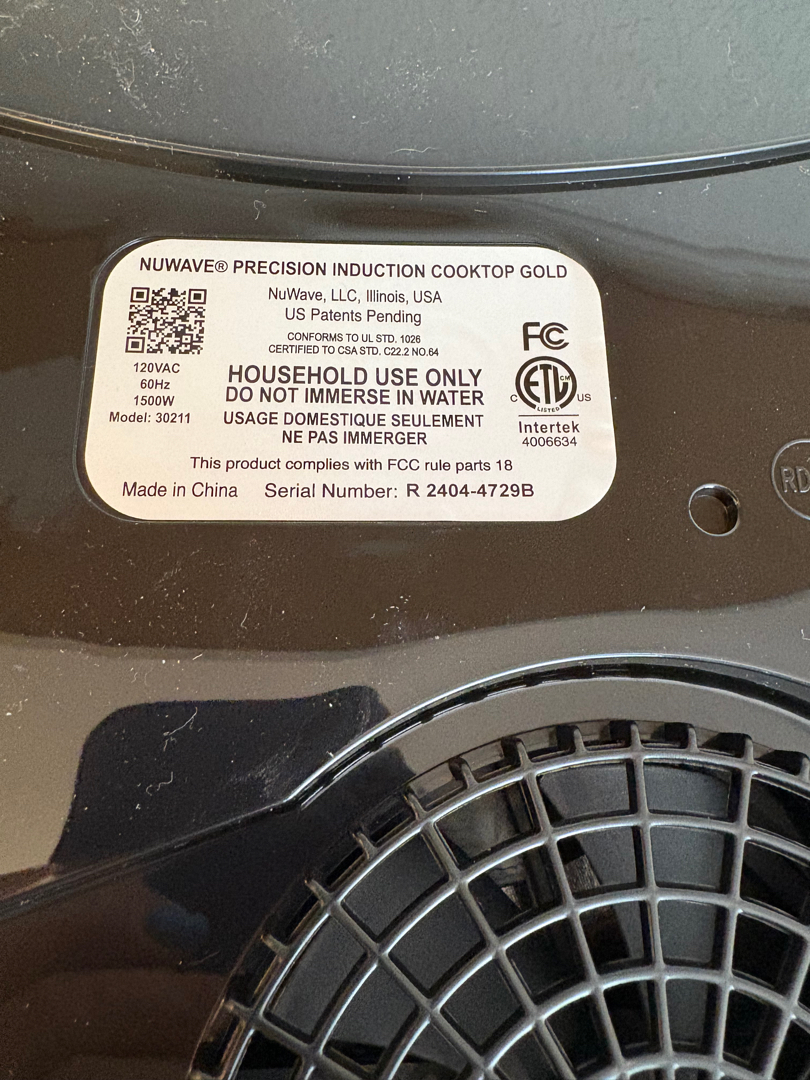 NUWAVE® PRECISION INDUCTION COOKTOP GOLD
NuWave, LLC, Illinois, USA
US Patents Pending
CONFORMS TO UL STD. 1026
CERTIFIED TO CSA STD. C22.2 NO.64
120VAC
60Hz
1500W
Model: 30211
HOUSEHOLD USE ONLY
DO NOT IMMERSE IN WATER
USAGE DOMESTIQUE SEULEMENT
NE PAS IMMERGER
FC
C ETL CM US
LISTED
Intertek
4006634
This product complies with FCC rule parts 18
Made in China Serial Number: R 2404-4729B
RD